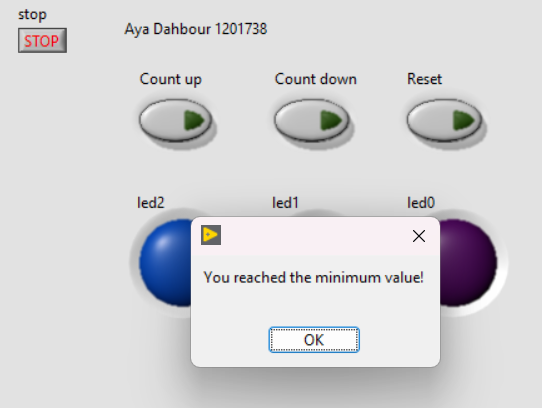 stop
STOP
Aya Dahbour 1201738
Count up
Count down
Reset
led2
led1
led0
You reached the minimum value!
OK